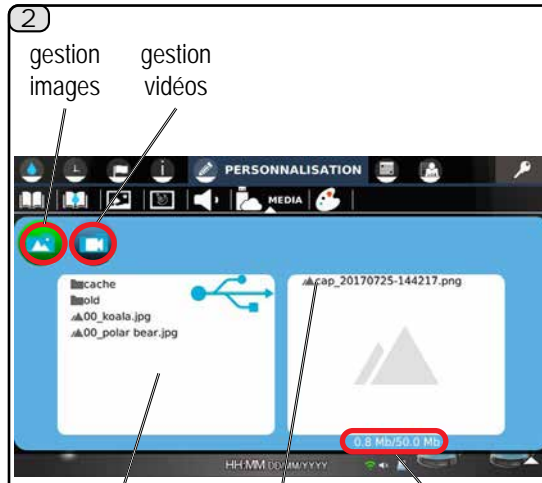 2
gestion images
gestion vidéos
i
PERSONNALISATION
MEDIA
cache
old
00_koala.jpg
00_polar bear.jpg
cap_20170725-144217.png
0.8 Mb/50.0 Mb
HH:MM DD/MM/YYYY